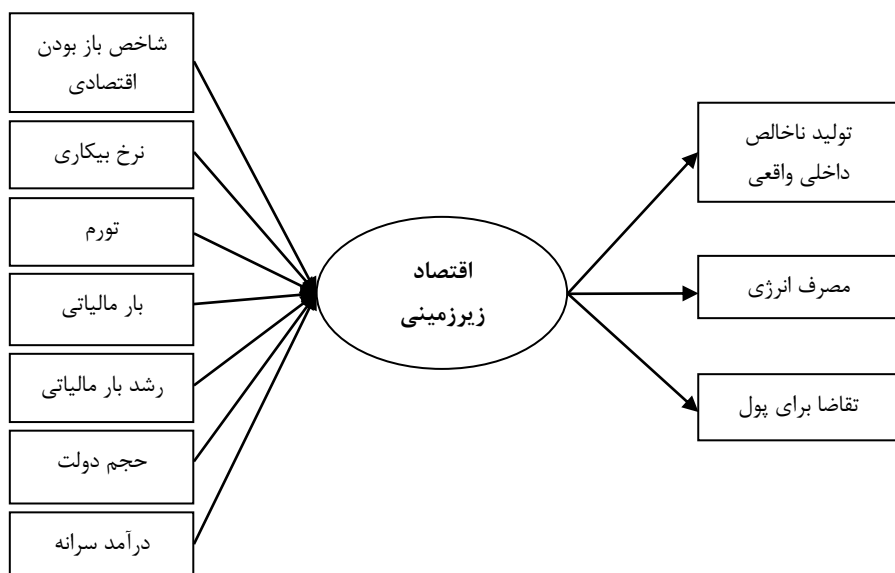 شاخص باز بودن
اقتصادی
نرخ بیکاری
تورم
بار مالیاتی
رشد بار مالیاتی
حجم دولت
درآمد سرانه
اقتصاد
زیرزمینی
تولید ناخالص
داخلی واقعی
مصرف انرژی
تقاضا برای پول